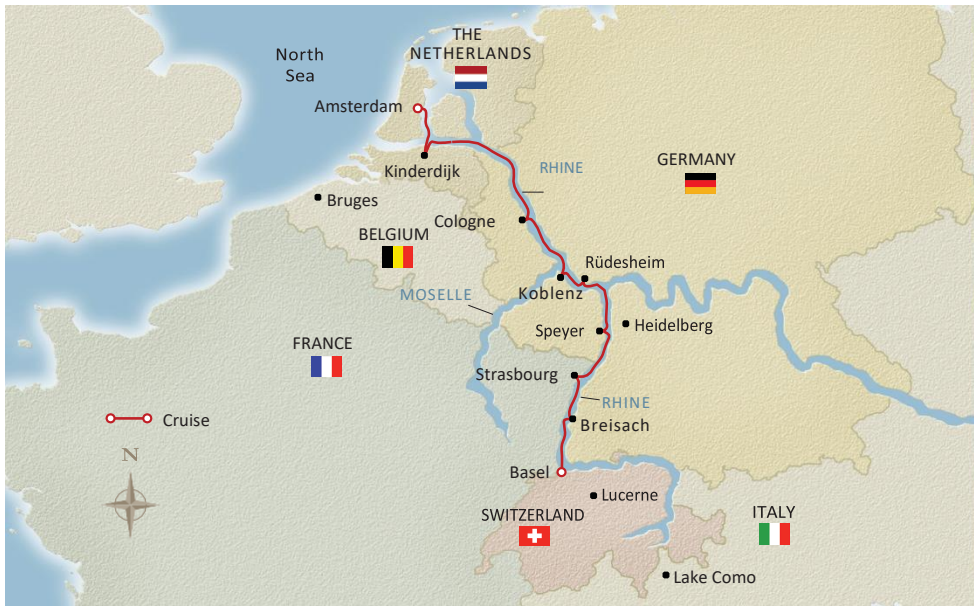 THE
NETHERLANDS
North
Sea
Amsterdam
Kinderdijk
RHINE
GERMANY
Bruges
Cologne
BELGIUM
Rüdesheim
MOSELLE
Koblenz
Speyer
Heidelberg
FRANCE
Strasbourg
RHINE
Cruise
Breisach
N
Basel
Lucerne
SWITZERLAND
ITALY
Lake Como